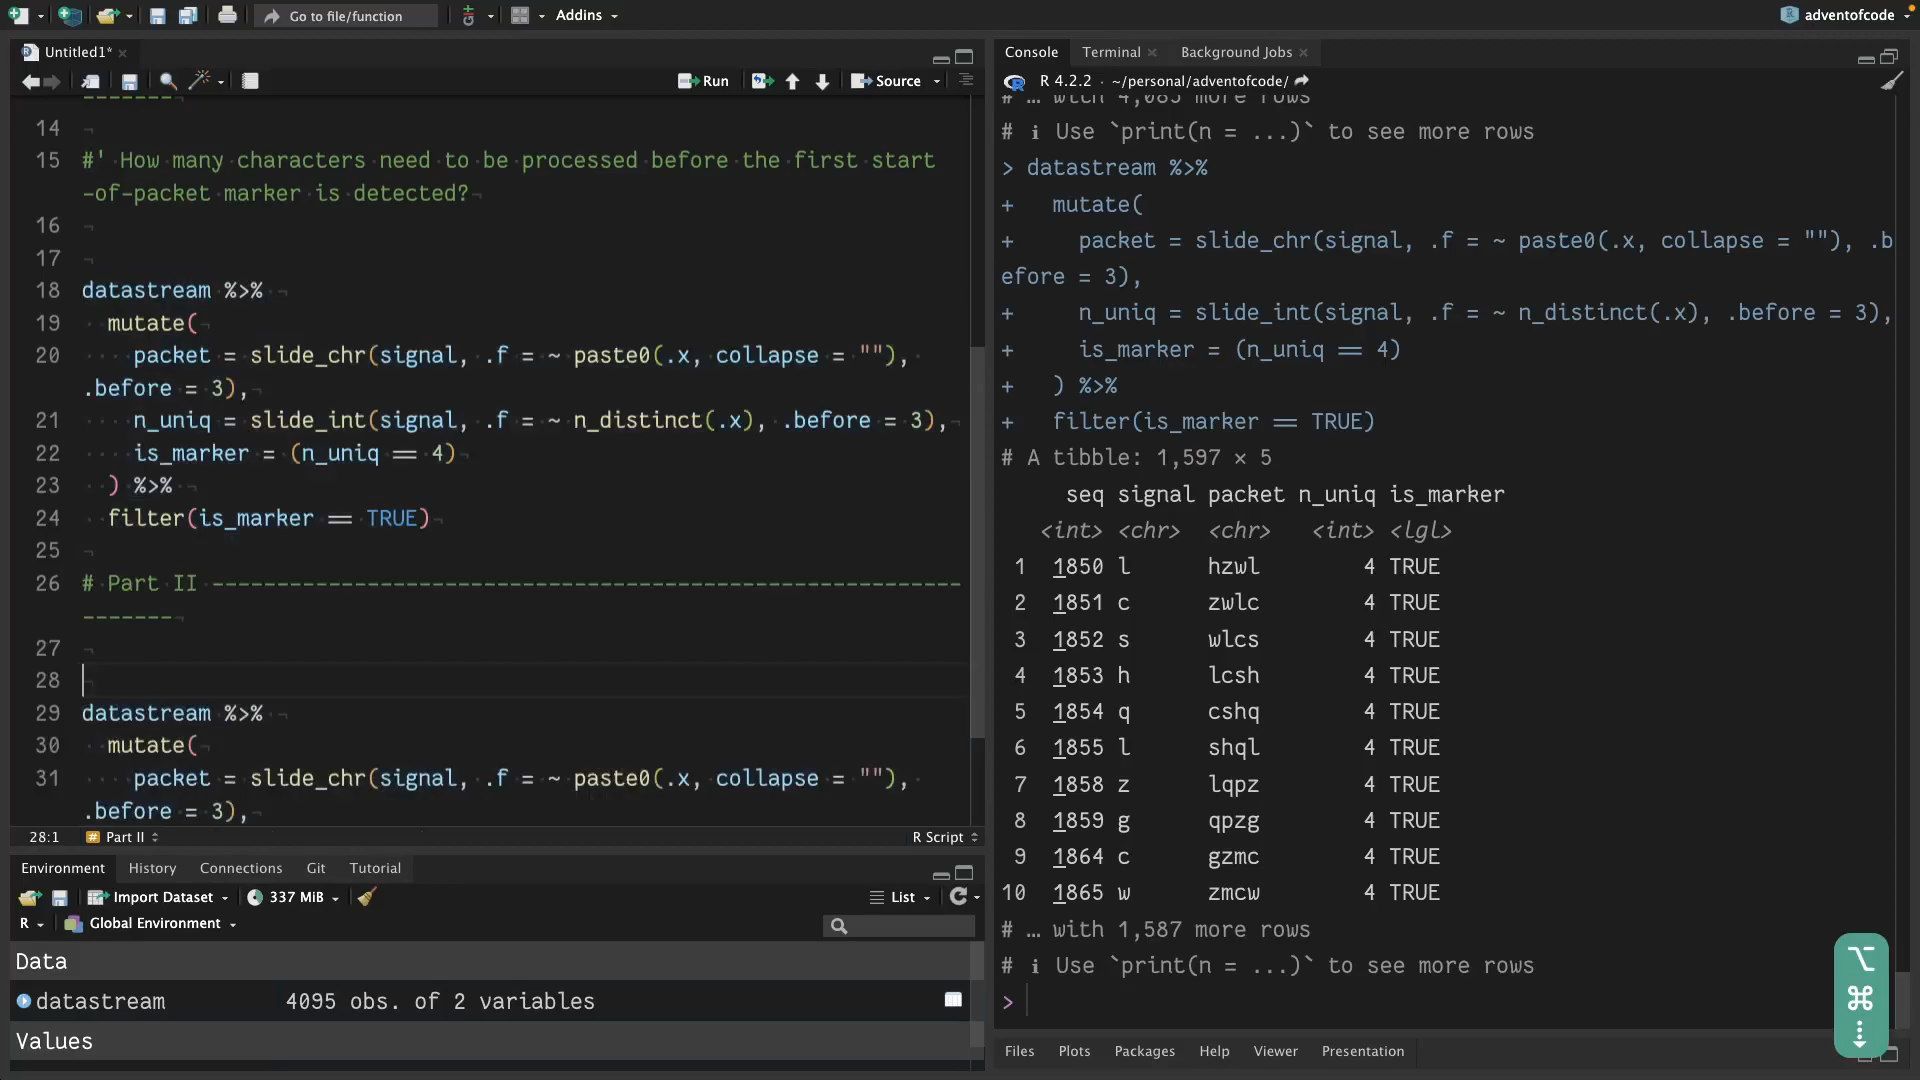 Go to file/function
Addins
adventofcode
Untitled1*
Run
Source
14
15 #' How many characters need to be processed before the first start
-of-packet marker is detected?
16
17
18 datastream %>%
19 mutate(
20 packet = slide_chr(signal, .f = ~ paste0(.x, collapse = ""),
.before = 3),
21 n_uniq = slide_int(signal, .f = ~ n_distinct(.x), .before = 3),
22 is_marker = (n_uniq == 4)
23 ) %>%
24 filter(is_marker == TRUE)
25
26 # Part II ----------------------------------------------------------
-------
27
28
29 datastream %>%
30 mutate(
31 packet = slide_chr(signal, .f = ~ paste0(.x, collapse = ""),
.before = 3),
28:1 # Part II R Script
Environment History Connections Git Tutorial
Import Dataset 337 MiB List
R Global Environment
Data
datastream 4095 obs. of 2 variables
Values
Console Terminal Background Jobs
R 4.2.2 · ~/personal/adventofcode/
# … with 4,085 more rows
# ℹ Use `print(n = ...)` to see more rows
> datastream %>%
+ mutate(
+ packet = slide_chr(signal, .f = ~ paste0(.x, collapse = ""), .b
efore = 3),
+ n_uniq = slide_int(signal, .f = ~ n_distinct(.x), .before = 3),
+ is_marker = (n_uniq == 4)
+ ) %>%
+ filter(is_marker == TRUE)
# A tibble: 1,597 × 5
seq signal packet n_uniq is_marker
<int> <chr> <chr> <int> <lgl>
1 1850 l hzwl 4 TRUE
2 1851 c zwlc 4 TRUE
3 1852 s wlcs 4 TRUE
4 1853 h lcsh 4 TRUE
5 1854 q cshq 4 TRUE
6 1855 l shql 4 TRUE
7 1858 z lqpz 4 TRUE
8 1859 g qpzg 4 TRUE
9 1864 c gzmc 4 TRUE
10 1865 w zmcw 4 TRUE
# … with 1,587 more rows
# ℹ Use `print(n = ...)` to see more rows
>
Files Plots Packages Help Viewer Presentation
⌥
⌘